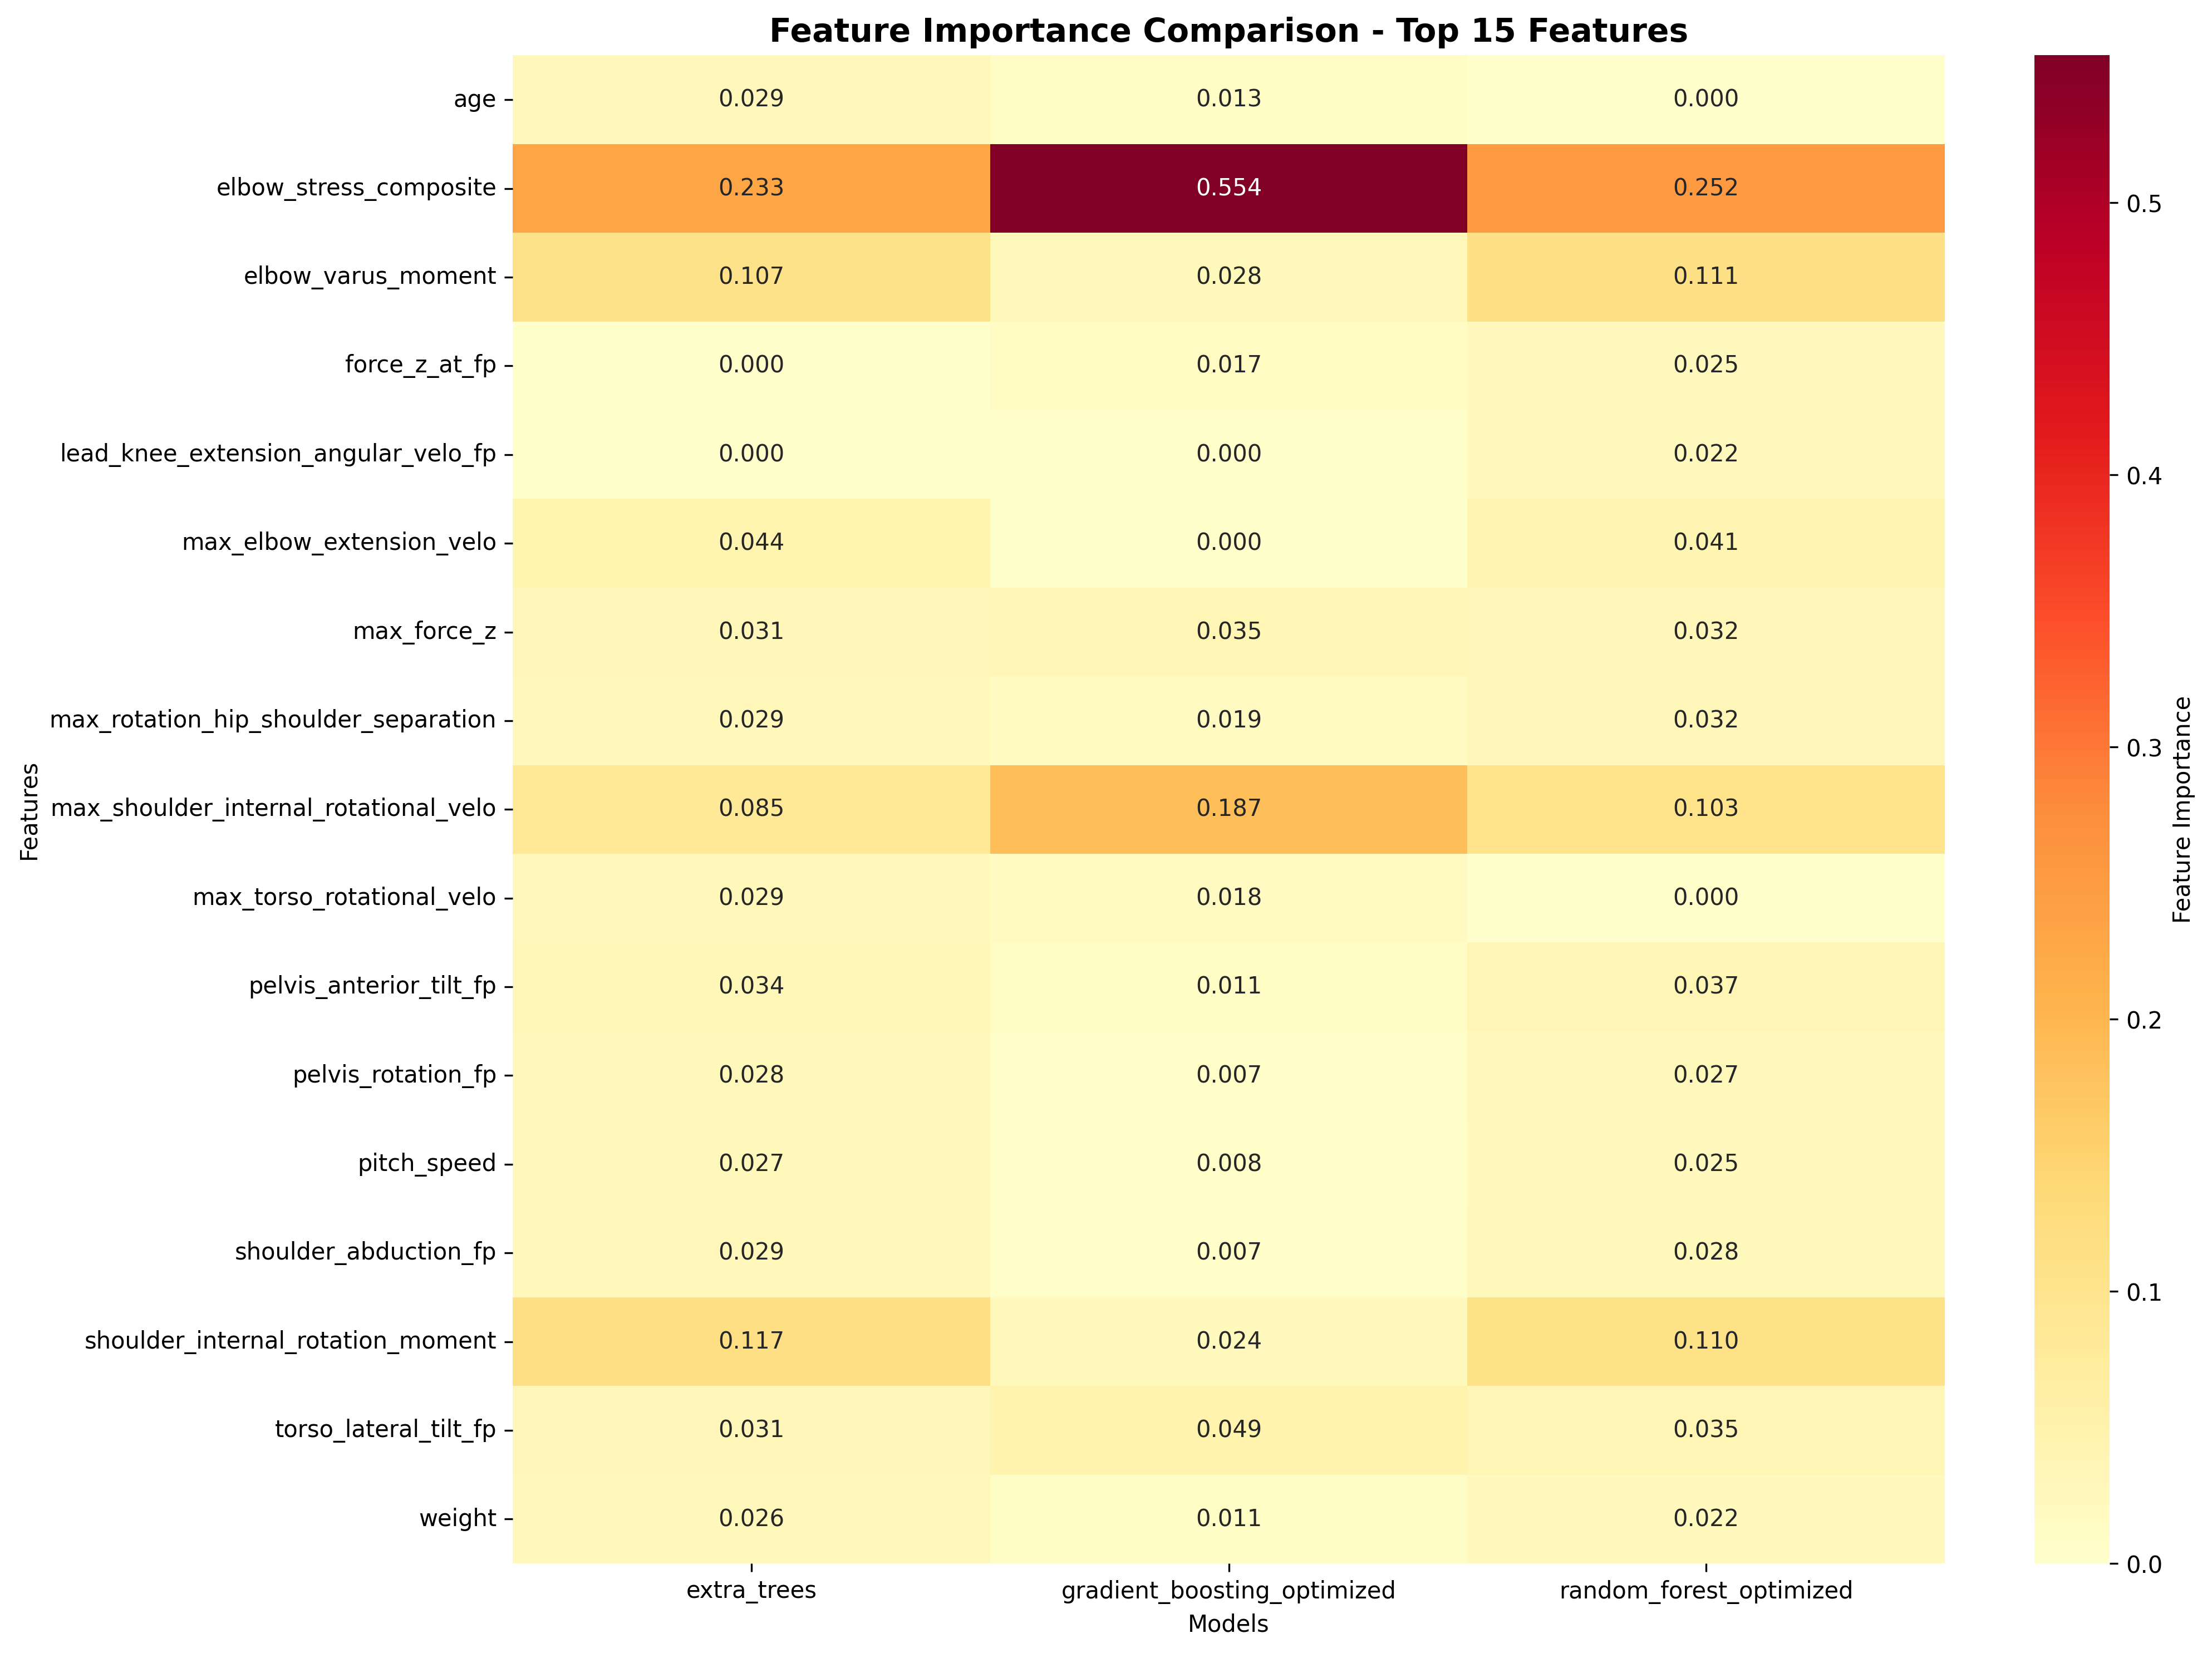 Feature Importance Comparison - Top 15 Features
age 0.029 0.013 0.000
elbow_stress_composite 0.233 0.554 0.252
elbow_varus_moment 0.107 0.028 0.111
force_z_at_fp 0.000 0.017 0.025
lead_knee_extension_angular_velo_fp 0.000 0.000 0.022
max_elbow_extension_velo 0.044 0.000 0.041
max_force_z 0.031 0.035 0.032
max_rotation_hip_shoulder_separation 0.029 0.019 0.032
max_shoulder_internal_rotational_velo 0.085 0.187 0.103
max_torso_rotational_velo 0.029 0.018 0.000
pelvis_anterior_tilt_fp 0.034 0.011 0.037
pelvis_rotation_fp 0.028 0.007 0.027
pitch_speed 0.027 0.008 0.025
shoulder_abduction_fp 0.029 0.007 0.028
shoulder_internal_rotation_moment 0.117 0.024 0.110
torso_lateral_tilt_fp 0.031 0.049 0.035
weight 0.026 0.011 0.022
extra_trees gradient_boosting_optimized random_forest_optimized
Models
Features
0.5
0.4
0.3
0.2
0.1
0.0
Feature Importance